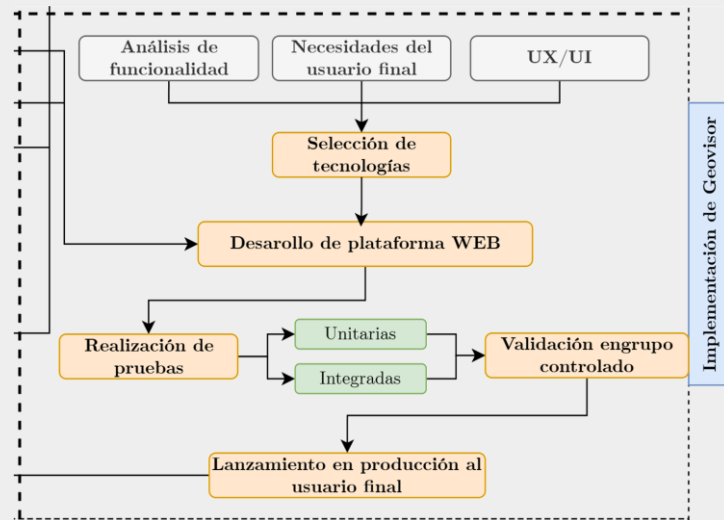 Análisis de
funcionalidad
Necesidades del
usuario final
UX/UI
Selección de
tecnologías
Desarollo de plataforma WEB
Realización de
pruebas
Unitarias
Integradas
Validación engrupo
controlado
Lanzamiento en producción al
usuario final
Implementación de Geovisor